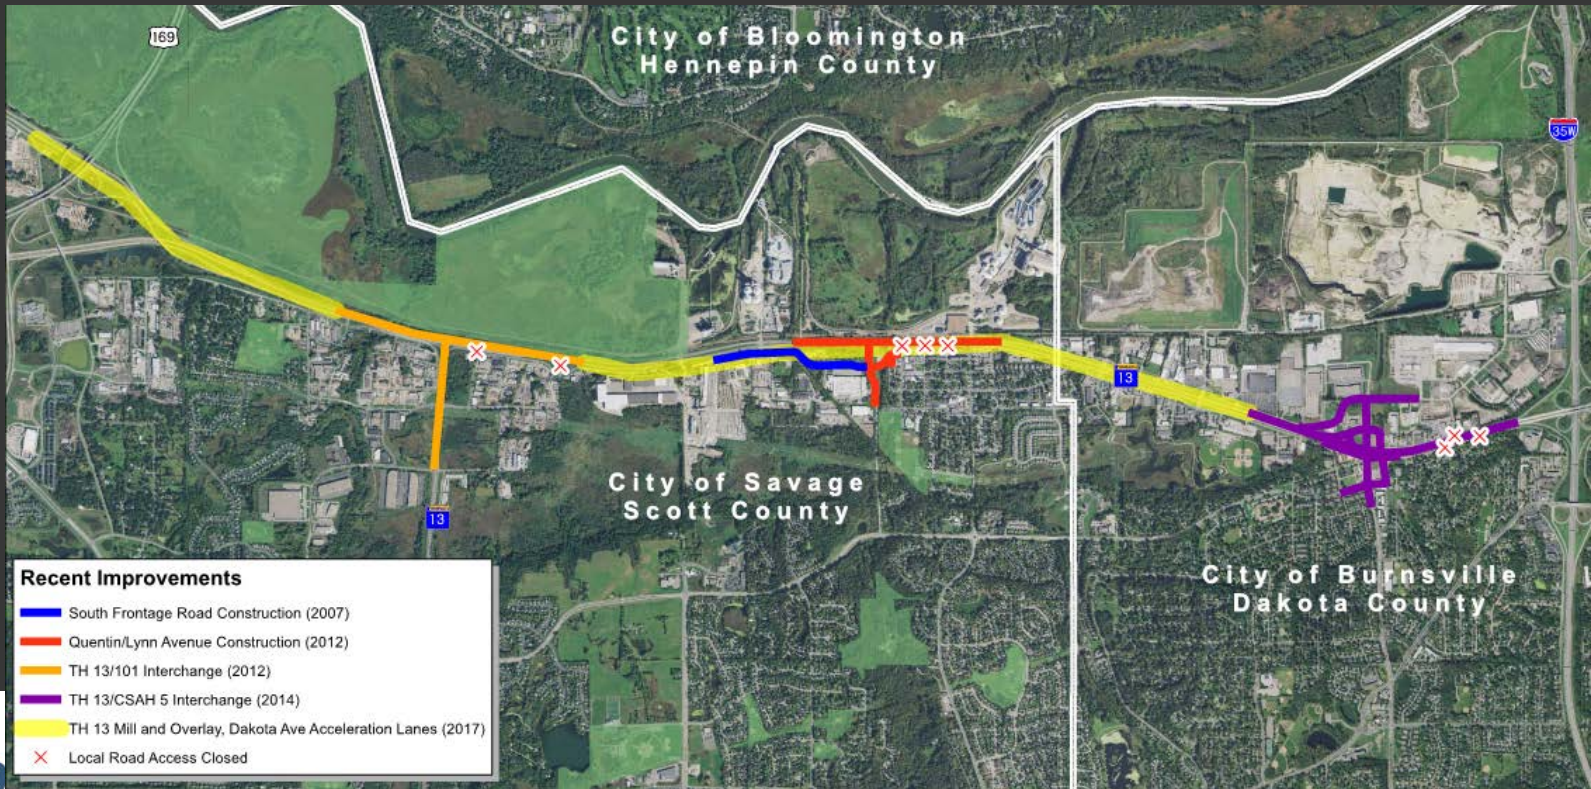 169
City of Bloomington
Hennepin County
35W
13
City of Savage
Scott County
13
City of Burnsville
Dakota County
Recent Improvements
South Frontage Road Construction (2007)
Quentin/Lynn Avenue Construction (2012)
TH 13/101 Interchange (2012)
TH 13/CSAH 5 Interchange (2014)
TH 13 Mill and Overlay, Dakota Ave Acceleration Lanes (2017)
Local Road Access Closed